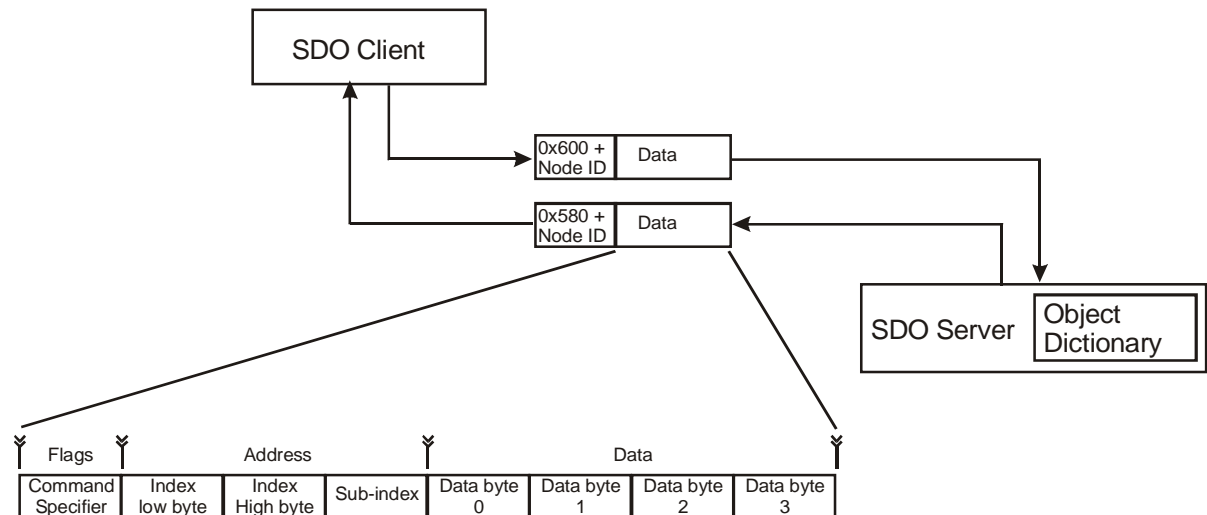 SDO Client
0x600 +
Node ID
Data
0x580 +
Node ID
Data
SDO Server
Object
Dictionary
Flags
Address
Data
Command
Specifier
Index
low byte
Index
High byte
Sub-index
Data byte
0
Data byte
1
Data byte
2
Data byte
3